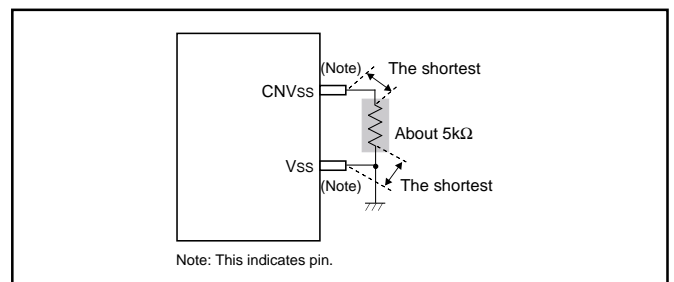 (Note)
The shortest
CNVSS
About 5kΩ
VSS
(Note)
The shortest
Note: This indicates pin.